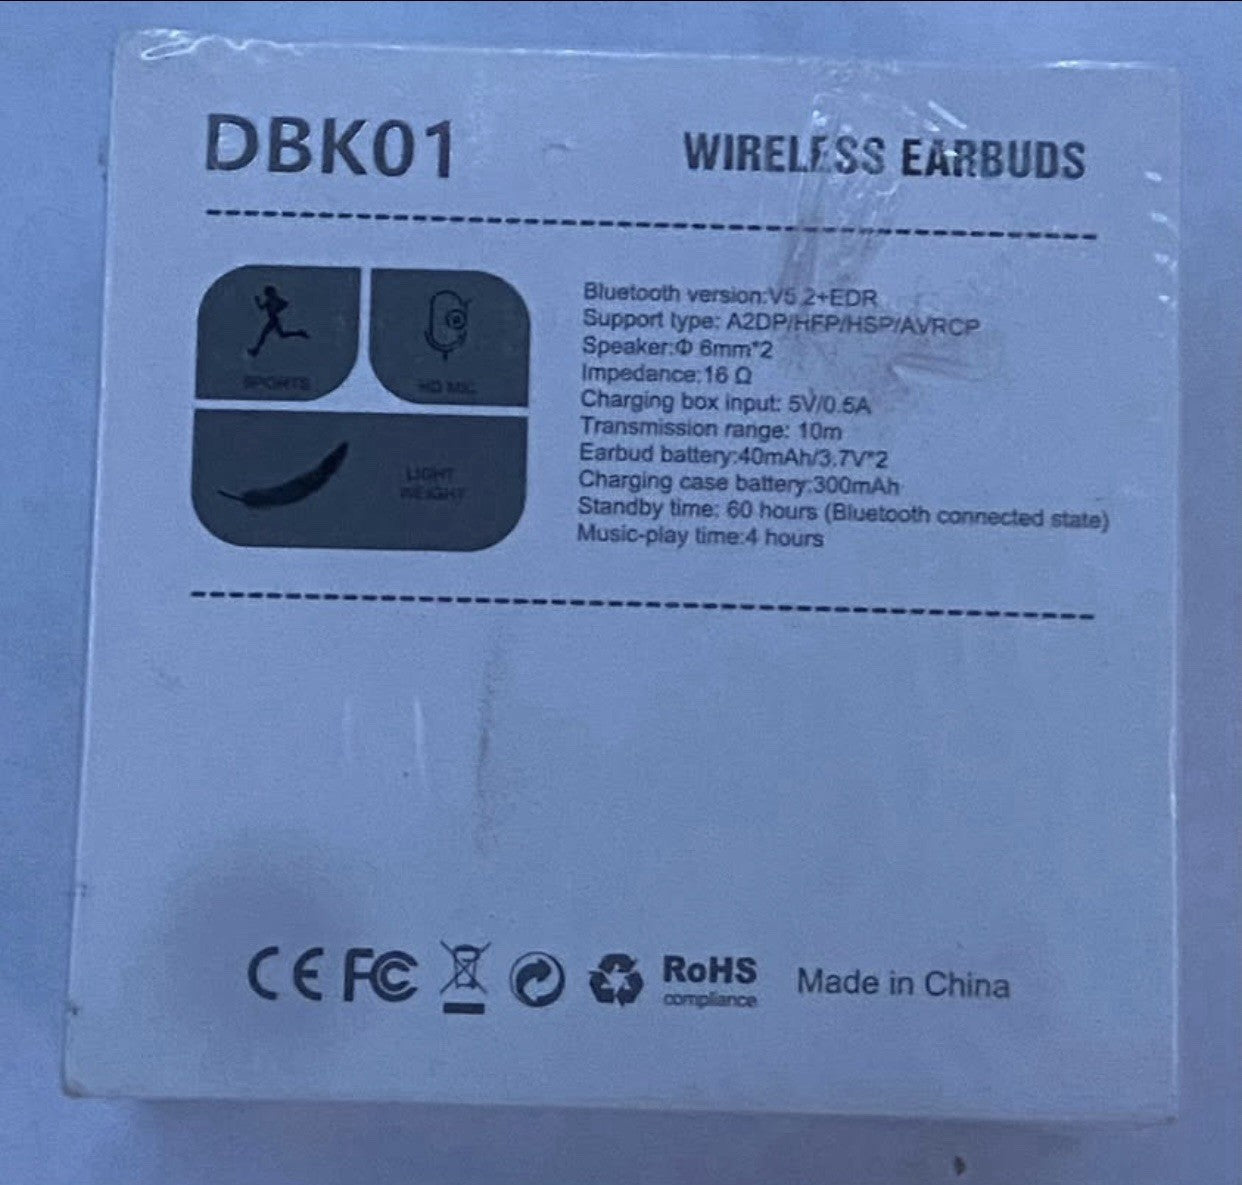 DBK01
WIRELESS EARBUDS
SPORTS
HD MIC
LIGHT
WEIGHT
Bluetooth version:V5.2+EDR
Support type: A2DP/HFP/HSP/AVRCP
Speaker:Φ 6mm*2
Impedance:16 Ω
Charging box input: 5V/0.5A
Transmission range: 10m
Earbud battery:40mAh/3.7V*2
Charging case battery:300mAh
Standby time: 60 hours (Bluetooth connected state)
Music-play time:4 hours
CE FC RoHS
compliance
Made in China